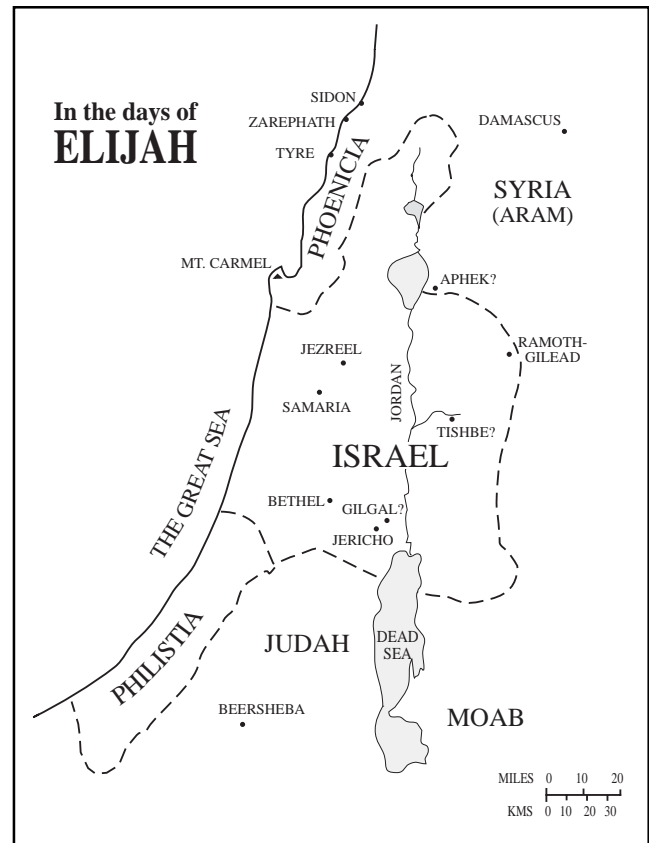 In the days of
ELIJAH
SIDON
ZAREPHATH
TYRE
DAMASCUS
PHOENICIA
SYRIA
(ARAM)
MT. CARMEL
APHEK?
JEZREEL
RAMOTH-
GILEAD
SAMARIA
JORDAN
TISHBE?
ISRAEL
THE GREAT SEA
BETHEL
GILGAL?
JERICHO
PHILISTIA
JUDAH
DEAD
SEA
BEERSHEBA
MOAB
MILES 0 10 20
KMS 0 10 20 30